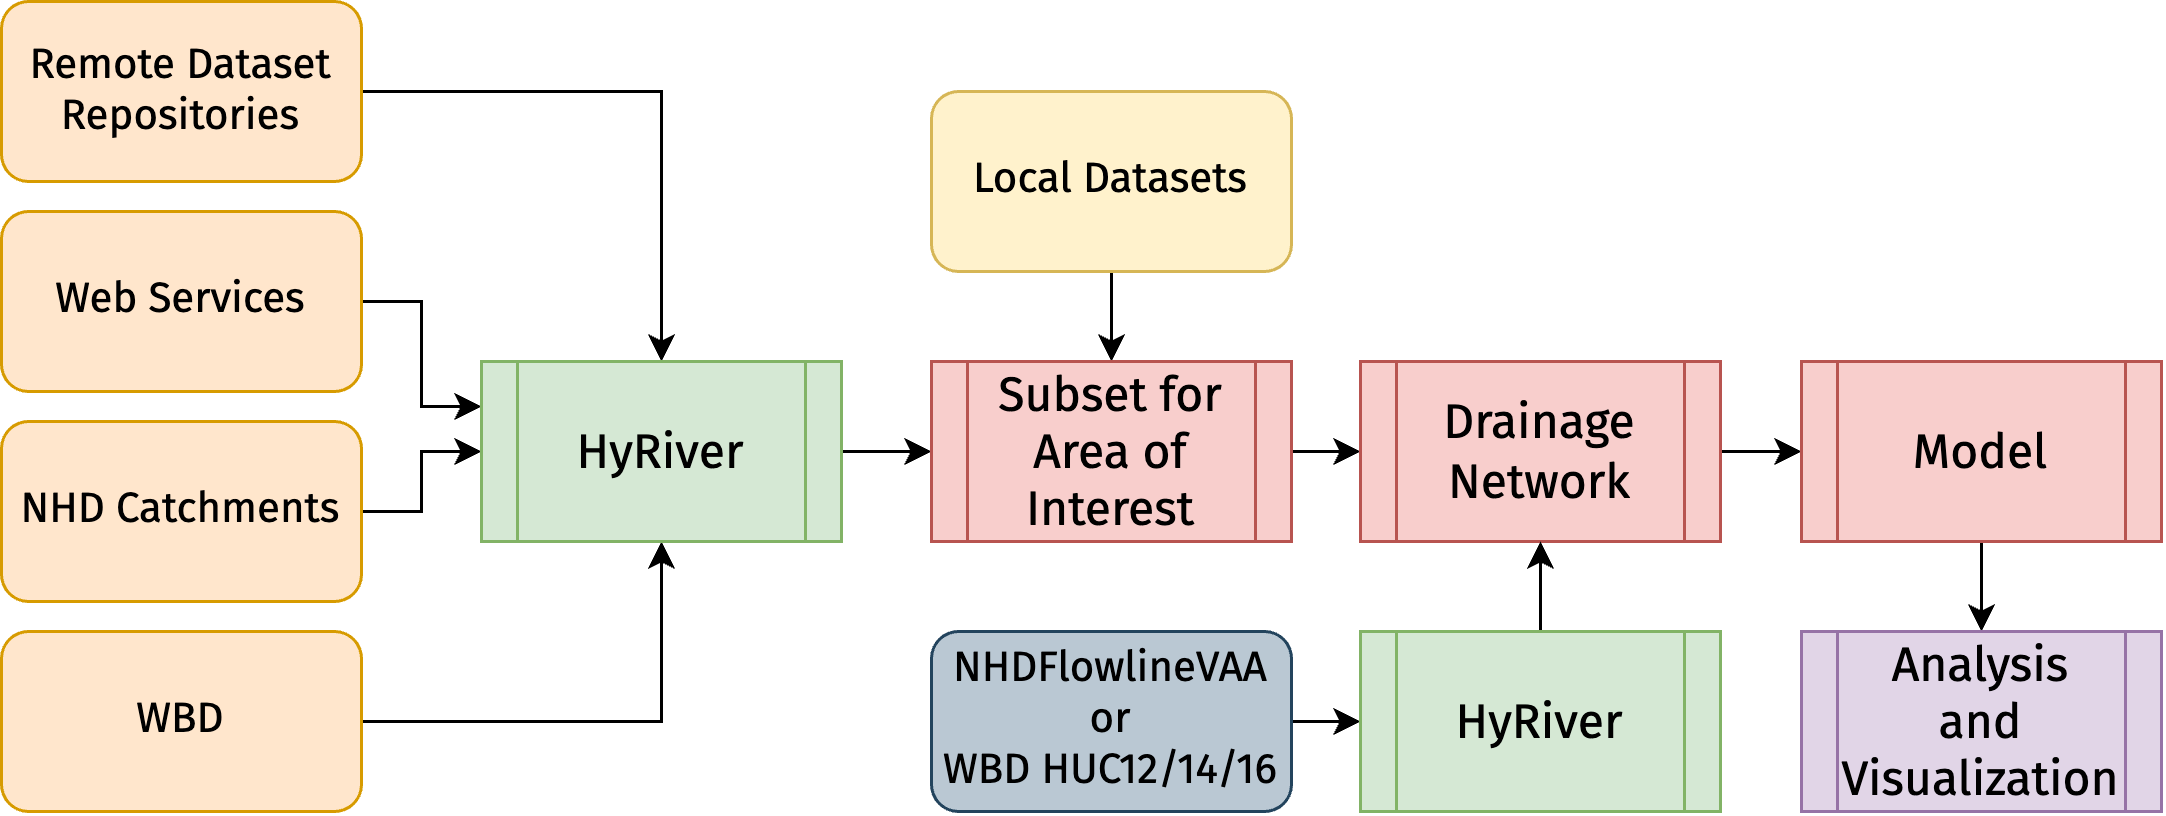 Remote Dataset
Repositories
Web Services
NHD Catchments
WBD
HyRiver
Local Datasets
Subset for
Area of
Interest
Drainage
Network
Model
NHDFlowlineVAA
or
WBD HUC12/14/16
HyRiver
Analysis
and
Visualization